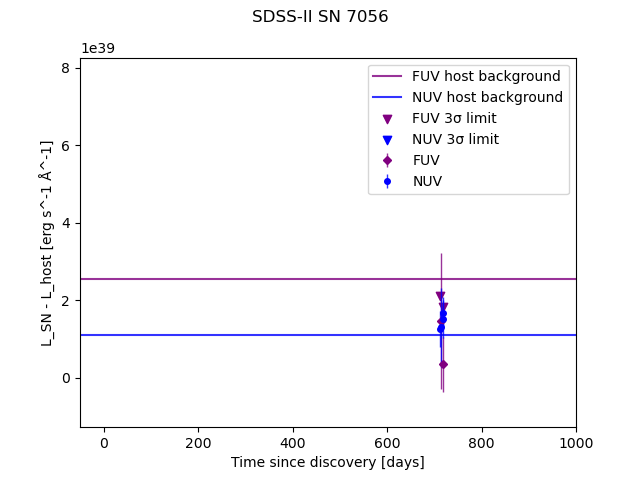 SDSS-II SN 7056
1e39
FUV host background
NUV host background
FUV 3σ limit
NUV 3σ limit
FUV
NUV
8
6
4
2
0
L_SN - L_host [erg s^-1 Å^-1]
0 200 400 600 800 1000
Time since discovery [days]